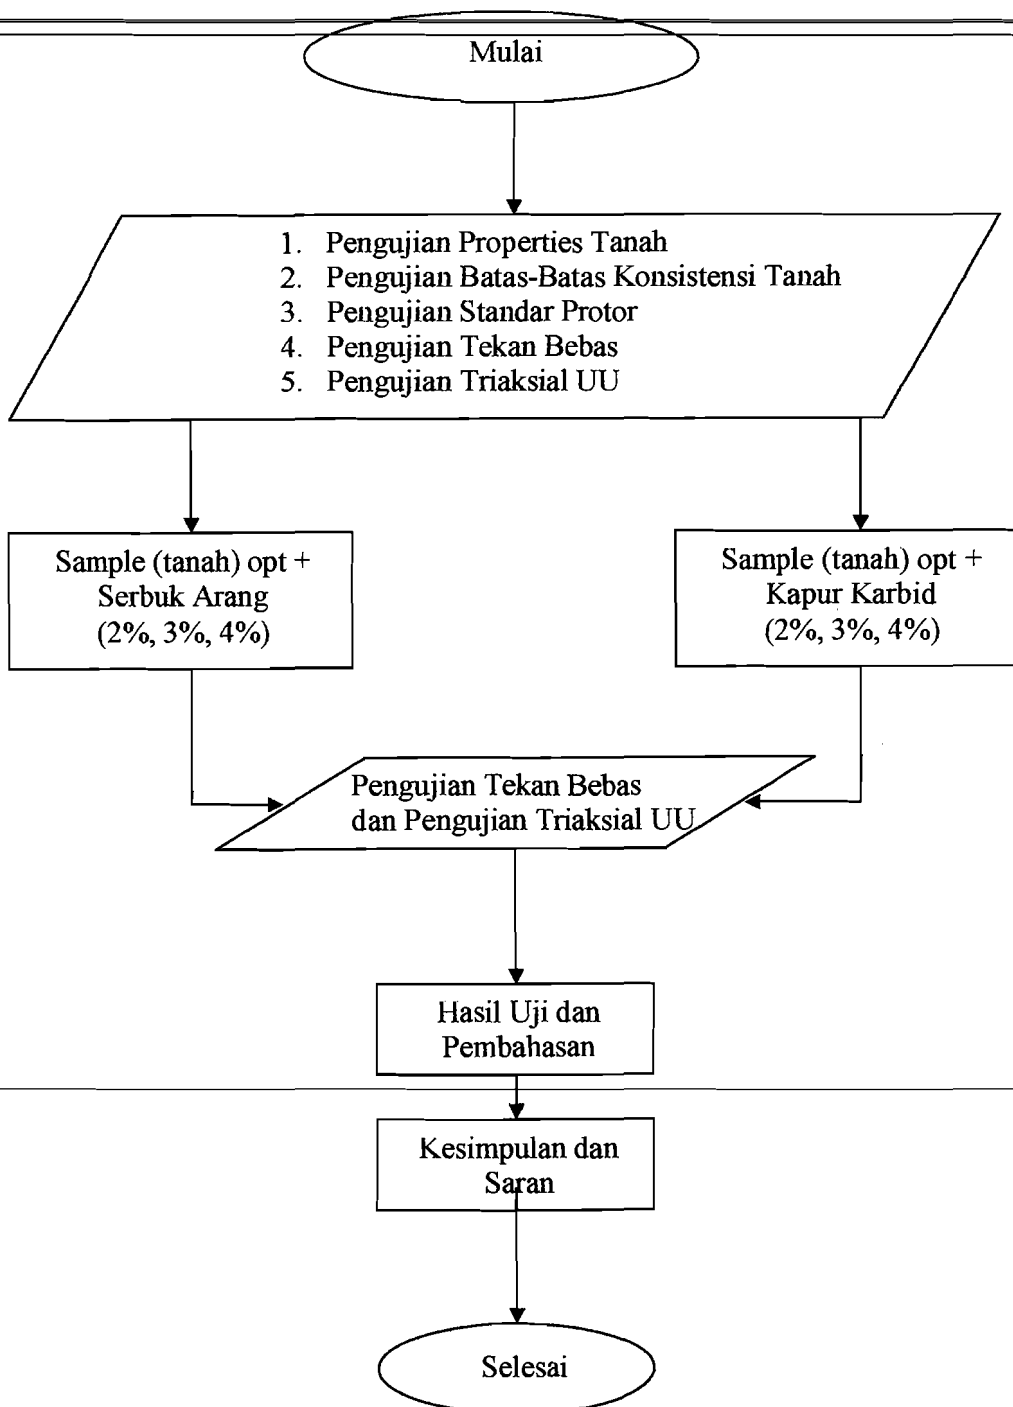 Mulai
1. Pengujian Properties Tanah
2. Pengujian Batas-Batas Konsistensi Tanah
3. Pengujian Standar Protor
4. Pengujian Tekan Bebas
5. Pengujian Triaksial UU
Sample (tanah) opt +
Serbuk Arang
(2%, 3%, 4%)
Sample (tanah) opt +
Kapur Karbid
(2%, 3%, 4%)
Pengujian Tekan Bebas
dan Pengujian Triaksial UU
Hasil Uji dan
Pembahasan
Kesimpulan dan
Saran
Selesai